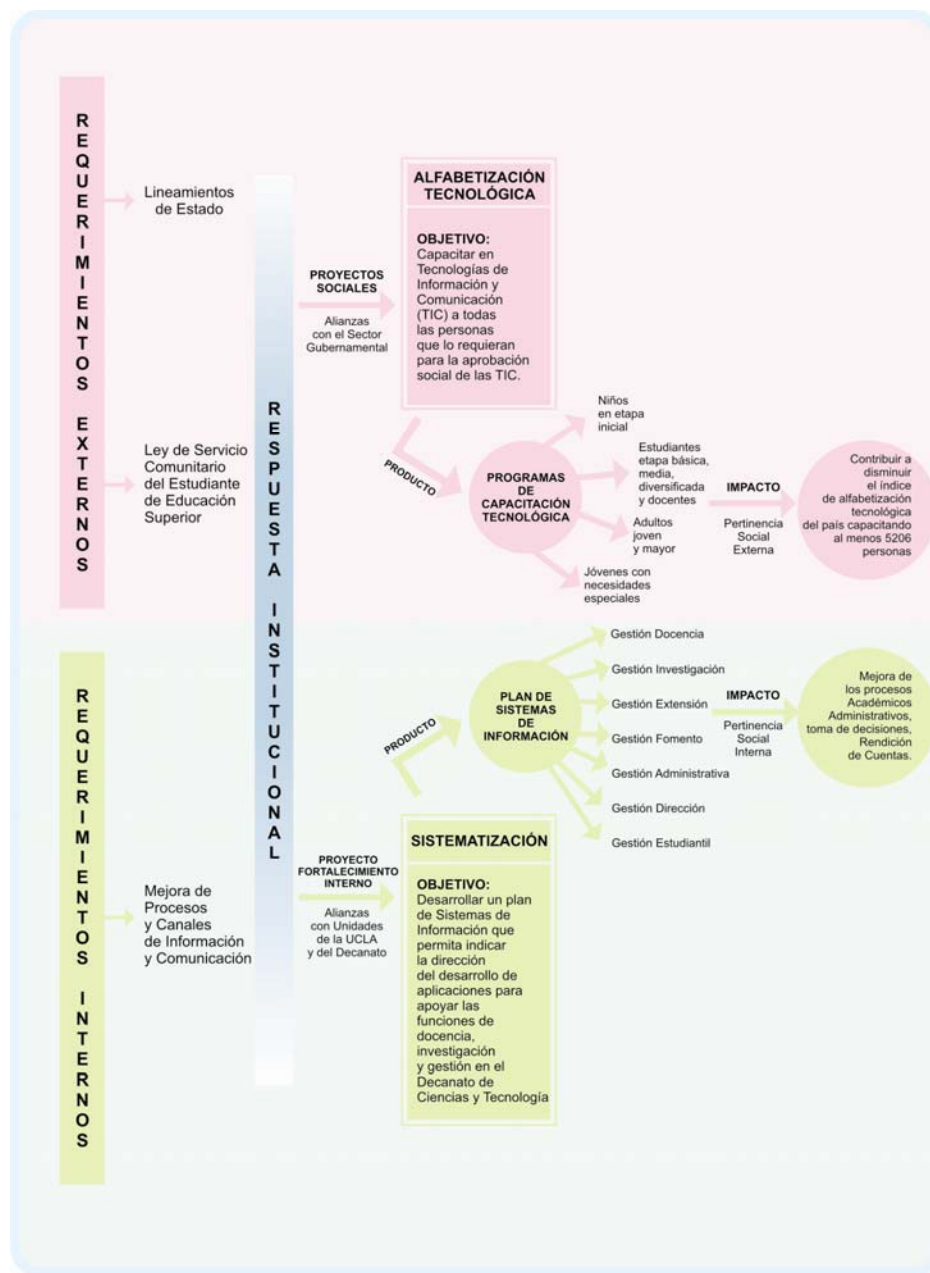 REQUERIMIENTOS EXTERNOS
Lineamientos
de Estado
Ley de Servicio
Comunitario
del Estudiante
de Educación
Superior
RESPUESTA INSTITUCIONAL
PROYECTOS
SOCIALES
Alianzas
con el Sector
Gubernamental
ALFABETIZACIÓN
TECNOLÓGICA
OBJETIVO:
Capacitar en
Tecnologías de
Información y
Comunicación
(TIC) a todas
las personas
que lo requieran
para la aprobación
social de las TIC.
PRODUCTO
PROGRAMAS
DE
CAPACITACIÓN
TECNOLÓGICA
Niños
en etapa
inicial
Estudiantes
etapa básica,
media,
diversificada
y docentes
Adultos
joven
y mayor
Jóvenes con
necesidades
especiales
IMPACTO
Pertinencia
Social
Externa
Contribuir a
disminuir
el índice
de alfabetización
tecnológica
del país capacitando
al menos 5206
personas
REQUERIMIENTOS INTERNOS
Mejora de
Procesos
y Canales
de Información
y Comunicación
PROYECTO
FORTALECIMIENTO
INTERNO
Alianzas
con Unidades
de la UCLA
y del Decanato
SISTEMATIZACIÓN
OBJETIVO:
Desarrollar un plan
de Sistemas de
Información que
permita indicar
la dirección
del desarrollo de
aplicaciones para
apoyar las
funciones de
docencia,
investigación
y gestión en el
Decanato de
Ciencias y Tecnología
PRODUCTO
PLAN DE
SISTEMAS
DE
INFORMACIÓN
Gestión Docencia
Gestión Investigación
Gestión Extensión
Gestión Fomento
Gestión Administrativa
Gestión Dirección
Gestión Estudiantil
IMPACTO
Pertinencia
Social
Interna
Mejora de
los procesos
Académicos
Administrativos,
toma de decisiones,
Rendición
de Cuentas.